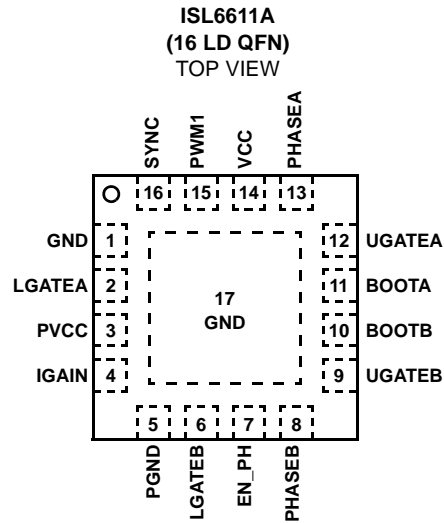 ISL6611A
(16 LD QFN)
TOP VIEW
SYNC
PWM1
VCC
PHASEA
16 15 14 13
GND 1
LGATEA 2
PVCC 3
IGAIN 4
17
GND
12 UGATEA
11 BOOTA
10 BOOTB
9 UGATEB
5 6 7 8
PGND
LGATEB
EN_PH
PHASEB